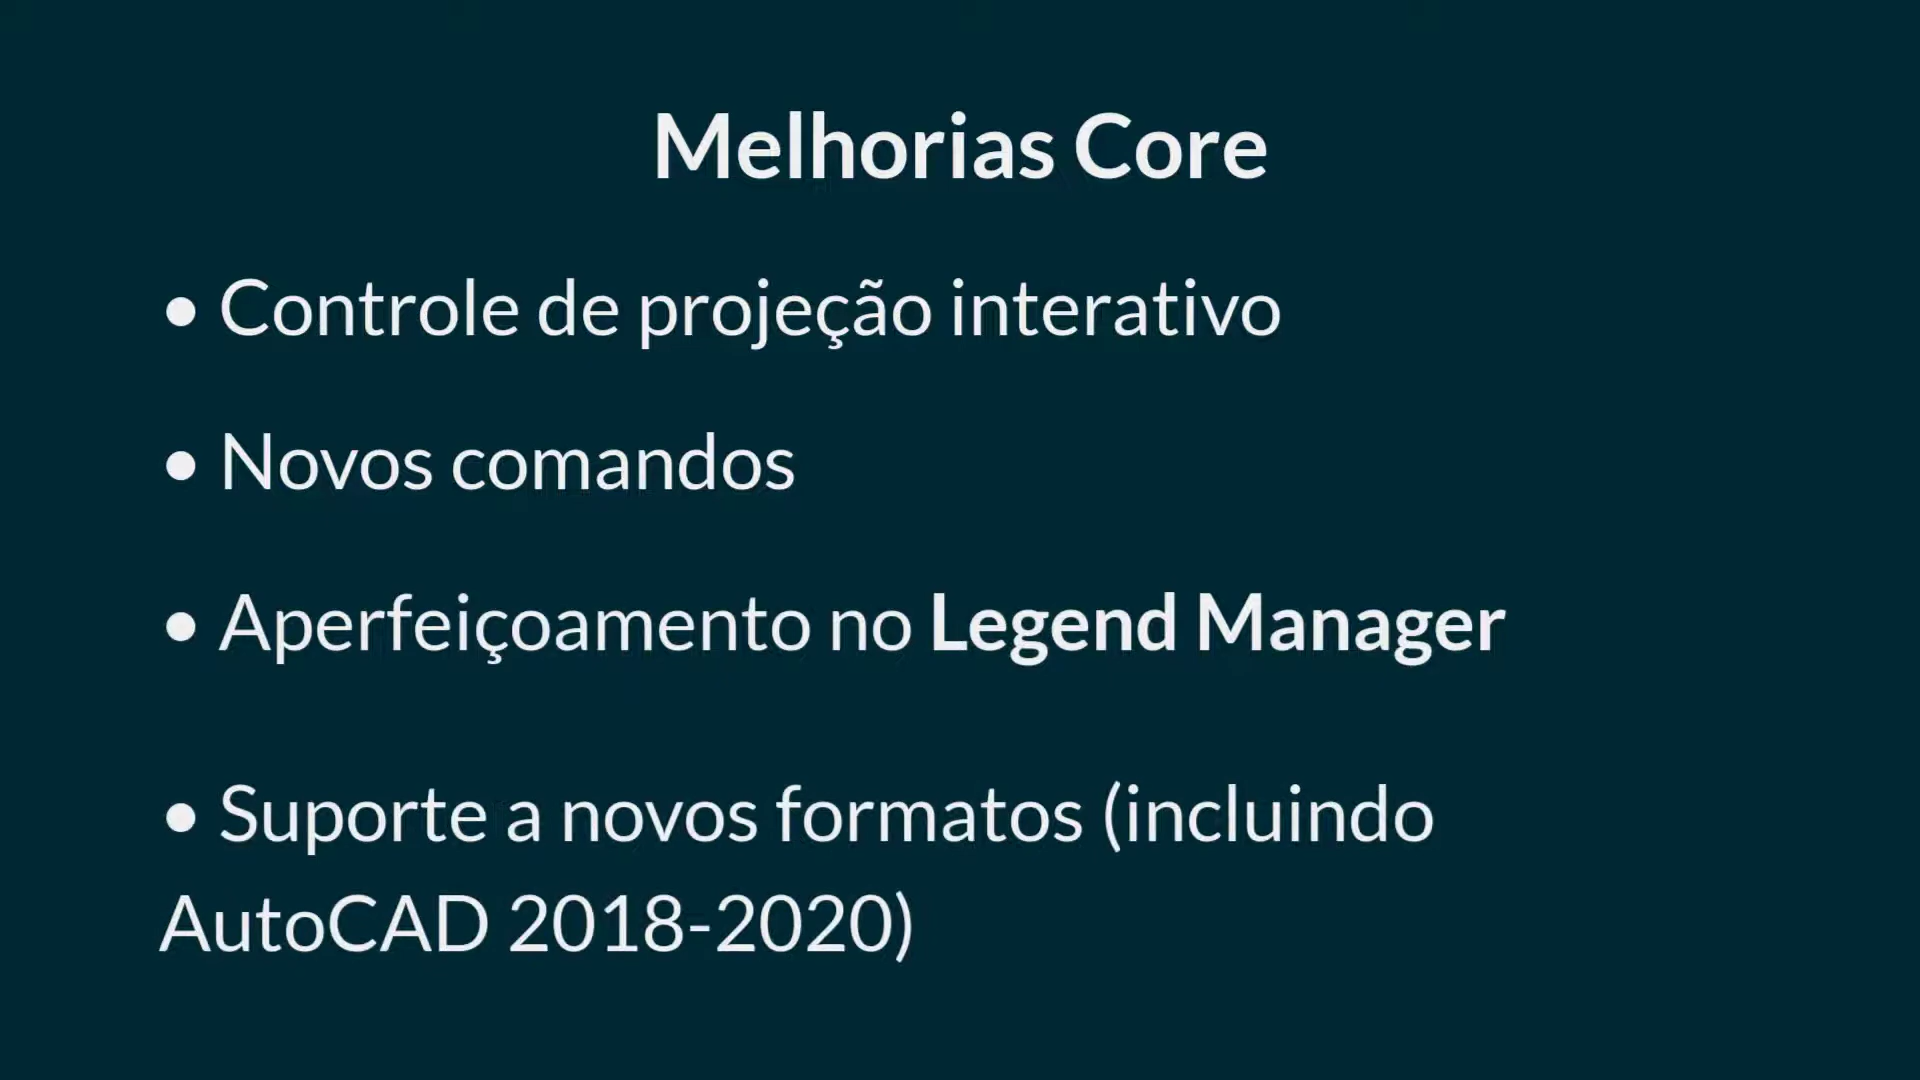 Melhorias Core
• Controle de projeção interativo
• Novos comandos
• Aperfeiçoamento no Legend Manager
• Suporte a novos formatos (incluindo
AutoCAD 2018-2020)